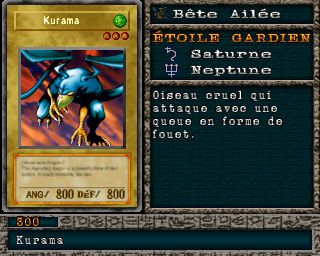 Kurama
ANG/ 800 DéF/ 800
Bête Ailée
ÉTOILE GARDIEN
Saturne
Neptune
Oiseau cruel qui
attaque avec une
queue en forme de
fouet.
300
Kurama